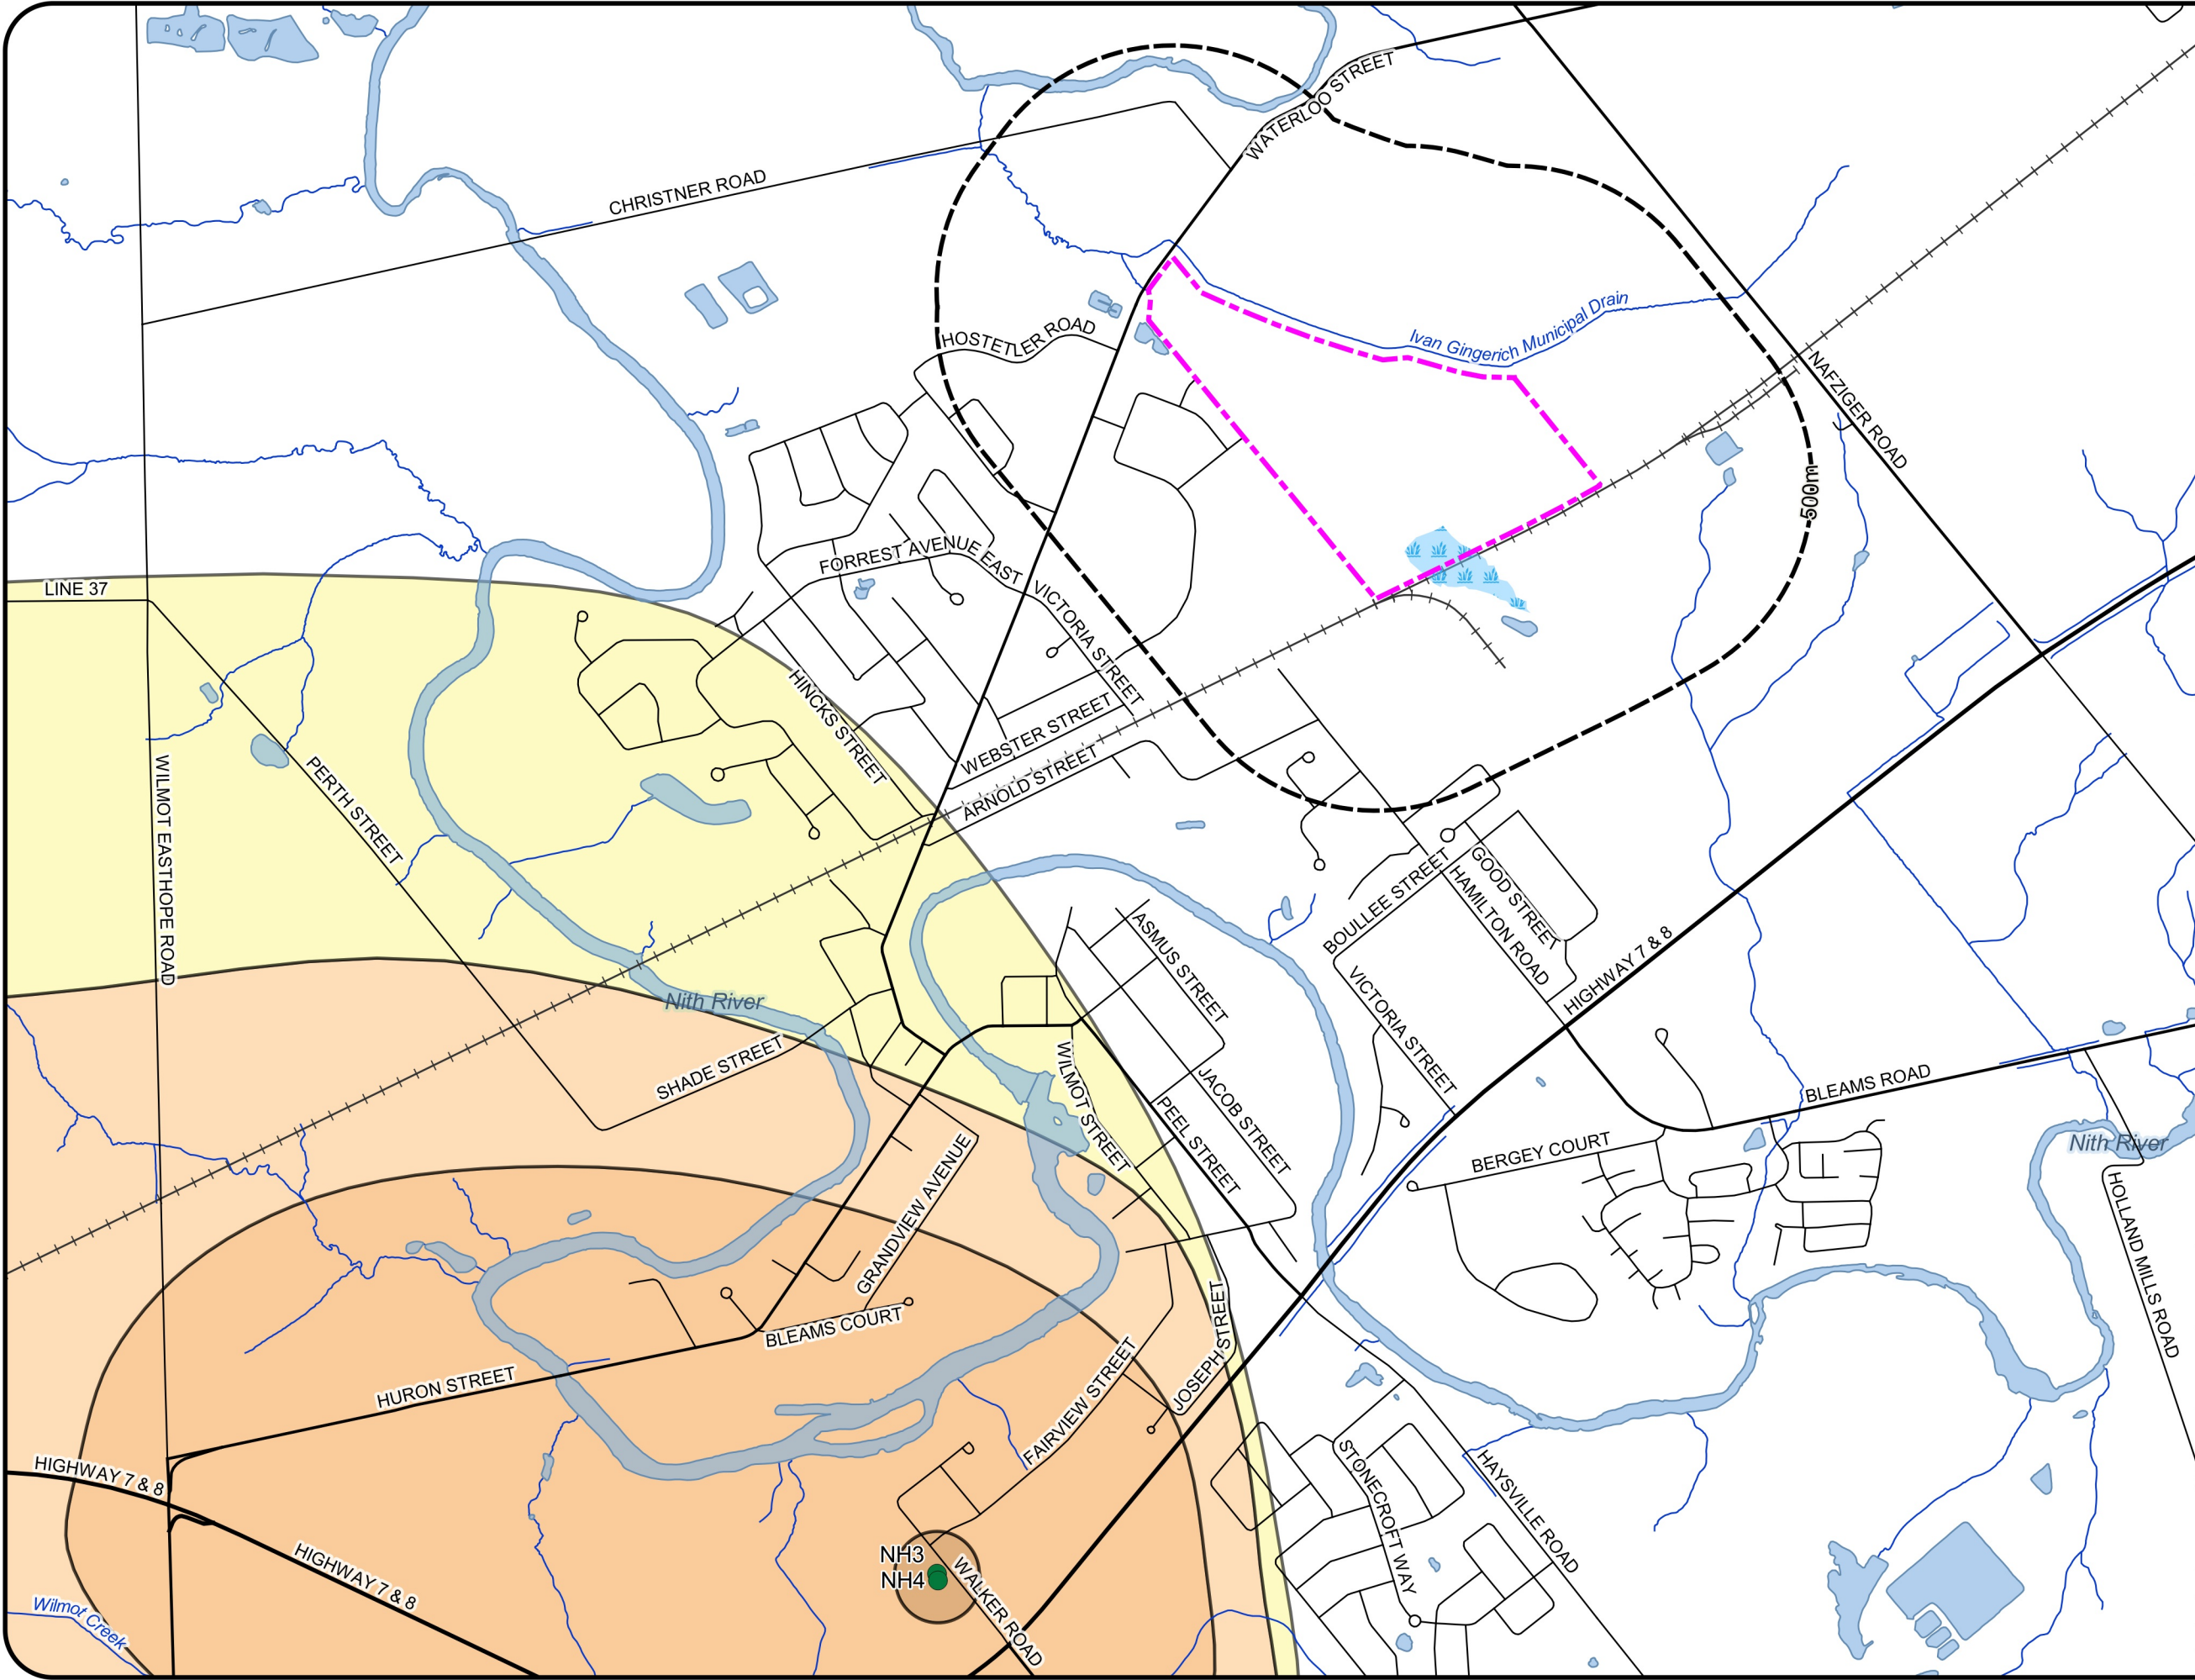 WATERLOO STREET
CHRISTNER ROAD
Ivan Gingerich Municipal Drain
HOSTETLER ROAD
NAFZIGER ROAD
500m
FORREST AVENUE EAST
LINE 37
VICTORIA STREET
HINCKS STREET
WEBSTER STREET
ARNOLD STREET
PERTH STREET
WILMOT EASTHOPE ROAD
BOULLEE STREET
GOOD STREET
HAMILTON ROAD
HIGHWAY 7 & 8
ASMUS STREET
VICTORIA STREET
Nith River
SHADE STREET
WILMOT STREET
JACOB STREET
PEEL STREET
BLEAMS ROAD
BERGEY COURT
Nith River
GRANDVIEW AVENUE
HOLLAND MILLS ROAD
BLEAMS COURT
JOSEPH STREET
HURON STREET
FAIRVIEW STREET
HIGHWAY 7 & 8
STONECROFT WAY
HAYSVILLE ROAD
HIGHWAY 7 & 8
NH3
NH4
WALKER ROAD
Wilmot Creek